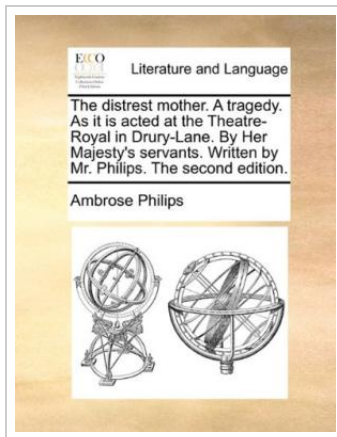 ECCO
Literature and Language
The distrest mother. A tragedy.
As it is acted at the Theatre-
Royal in Drury-Lane. By Her
Majesty's servants. Written by
Mr. Philips. The second edition.
Ambrose Philips